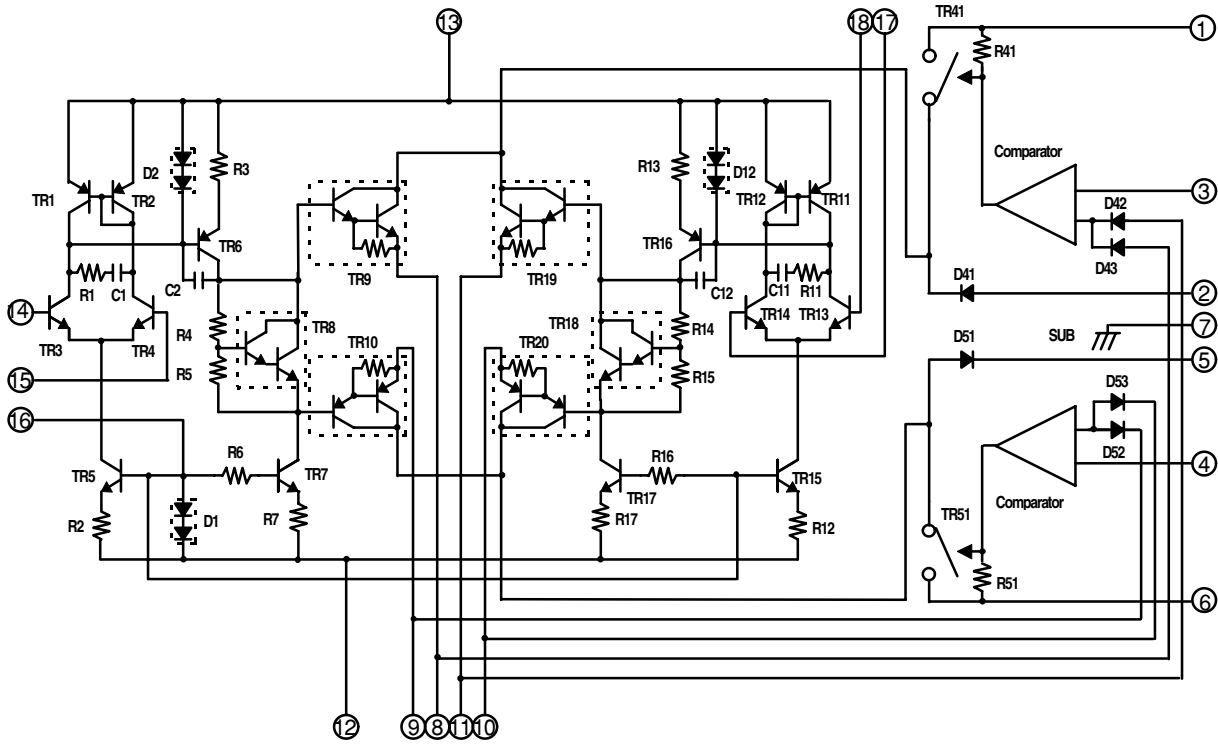 13
18
17
TR41
1
R41
D2
R3
R13
D12
Comparator
TR1
TR2
TR12
TR11
3
D42
TR6
TR16
D43
TR9
TR19
R1
C1
C2
C12
C11
R11
D41
2
14
TR8
TR18
TR14
TR13
R4
R14
7
TR3
TR4
TR10
TR20
SUB
D51
5
15
R5
R15
D53
16
D52
TR5
R6
TR7
R16
TR17
TR15
4
Comparator
R2
D1
R7
R17
R12
TR51
R51
6
12
9
8
11
10